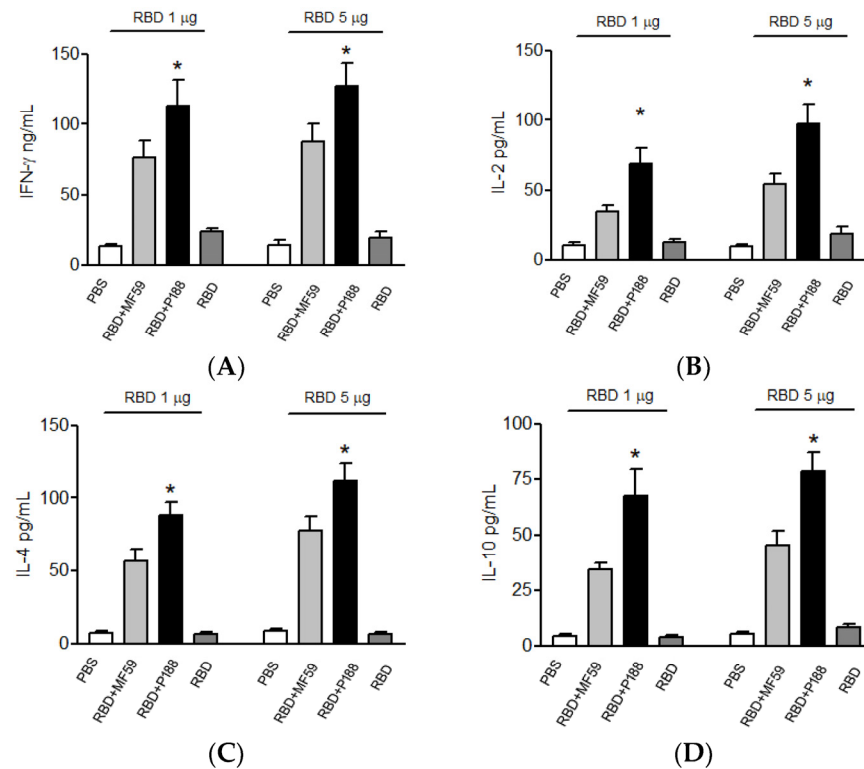 RBD 1 μg RBD 5 μg
150
100
50
0
IFN-γ ng/mL
* *
PBS RBD+MF59 RBD+P188 RBD PBS RBD+MF59 RBD+P188 RBD
(A)
RBD 1 μg RBD 5 μg
150
100
50
0
IL-2 pg/mL
* *
PBS RBD+MF59 RBD+P188 RBD PBS RBD+MF59 RBD+P188 RBD
(B)
RBD 1 μg RBD 5 μg
150
100
50
0
IL-4 pg/mL
* *
PBS RBD+MF59 RBD+P188 RBD PBS RBD+MF59 RBD+P188 RBD
(C)
RBD 1 μg RBD 5 μg
100
75
50
25
0
IL-10 pg/mL
* *
PBS RBD+MF59 RBD+P188 RBD PBS RBD+MF59 RBD+P188 RBD
(D)